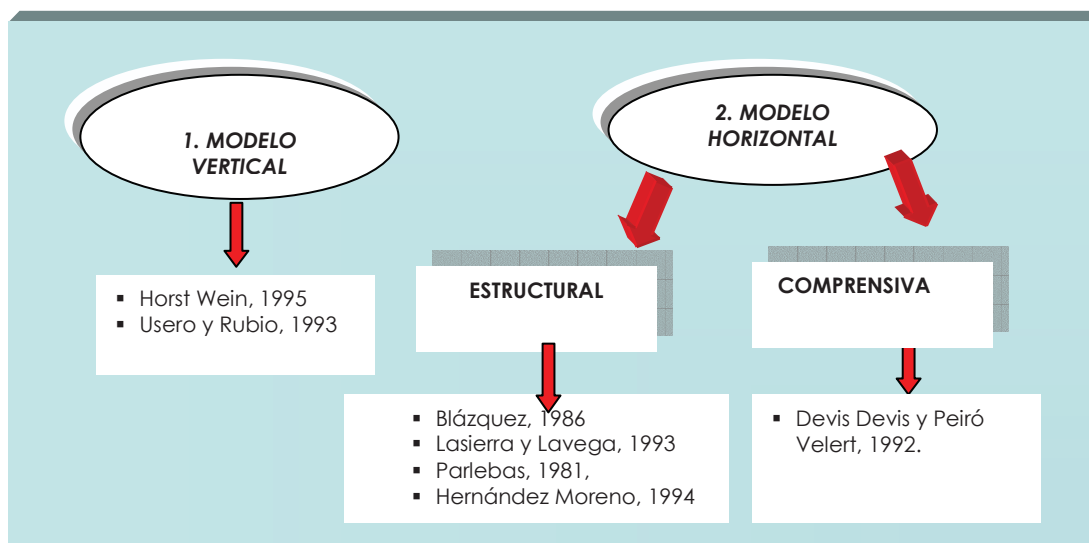 1. MODELO
VERTICAL
2. MODELO
HORIZONTAL
▪ Horst Wein, 1995
▪ Usero y Rubio, 1993
ESTRUCTURAL
COMPRENSIVA
▪ Blázquez, 1986
▪ Lasierra y Lavega, 1993
▪ Parlebas, 1981,
▪ Hernández Moreno, 1994
▪ Devis Devis y Peiró
Velert, 1992.